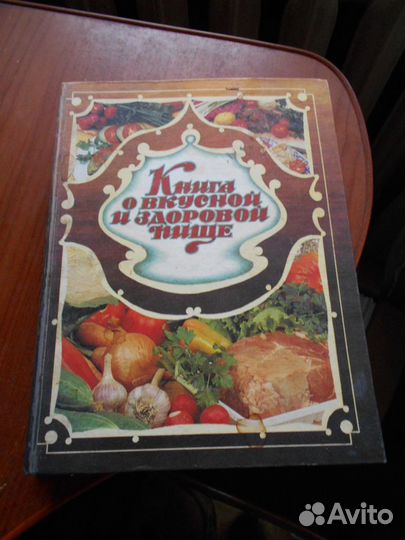 Книга
о вкусной
и здоровой
пище
Avito